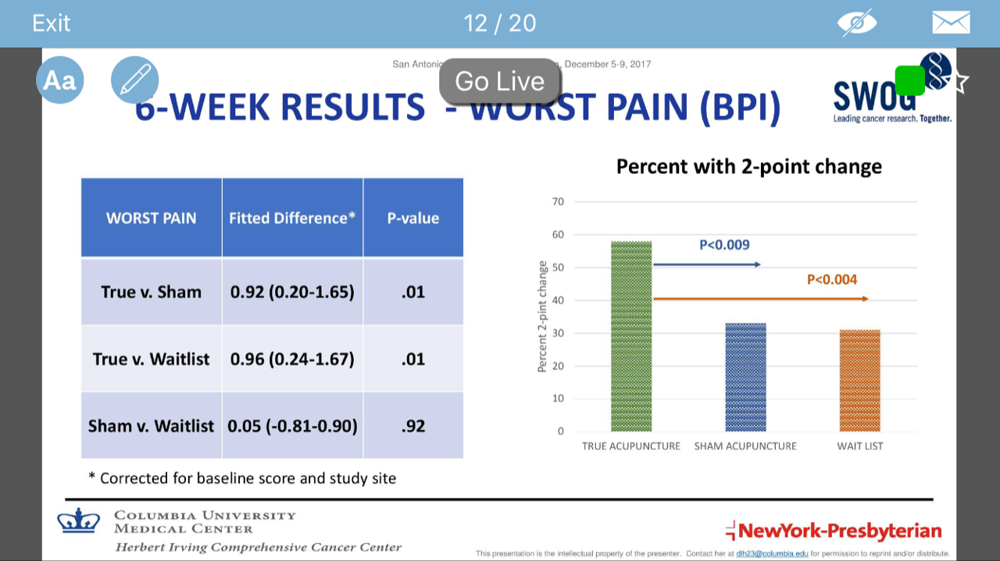 Exit
12 / 20
Aa
San Antonio
, December 5-9, 2017
Go Live
6-WEEK RESULTS - WORST PAIN (BPI)
SWOG
Leading cancer research. Together.
WORST PAIN Fitted Difference* P-value
True v. Sham 0.92 (0.20-1.65) .01
True v. Waitlist 0.96 (0.24-1.67) .01
Sham v. Waitlist 0.05 (-0.81-0.90) .92
* Corrected for baseline score and study site
Percent with 2-point change
Percent 2-pint change
70
60
50
40
30
20
10
0
P<0.009
P<0.004
TRUE ACUPUNCTURE SHAM ACUPUNCTURE WAIT LIST
COLUMBIA UNIVERSITY
MEDICAL CENTER
Herbert Irving Comprehensive Cancer Center
NewYork-Presbyterian
This presentation is the intellectual property of the presenter. Contact her at dlh23@columbia.edu for permission to reprint and/or distribute.